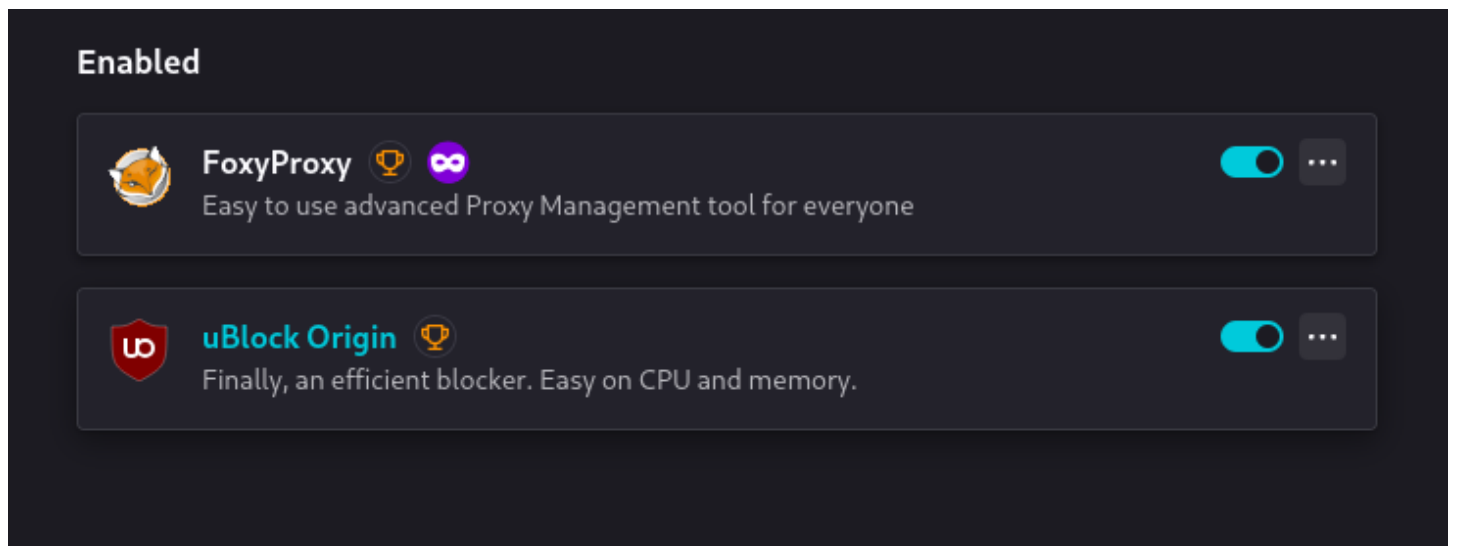 Enabled
FoxyProxy
Easy to use advanced Proxy Management tool for everyone
uBlock Origin
Finally, an efficient blocker. Easy on CPU and memory.